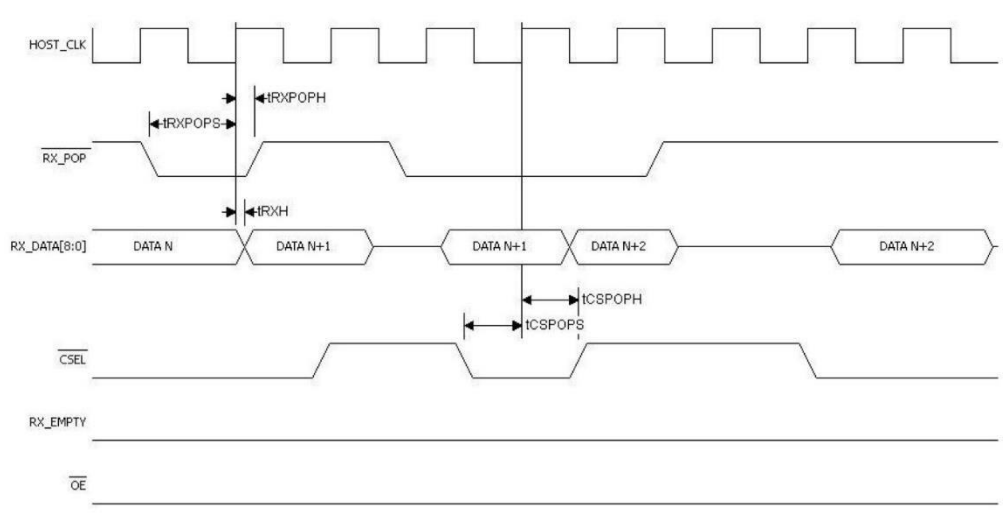 HOST_CLK
tRXPOPH
tRXPOPS
RX_POP
tRXH
RX_DATA[8:0] DATA N DATA N+1 DATA N+1 DATA N+2 DATA N+2
tCSPOPH
tCSPOPS
CSEL
RX_EMPTY
OE